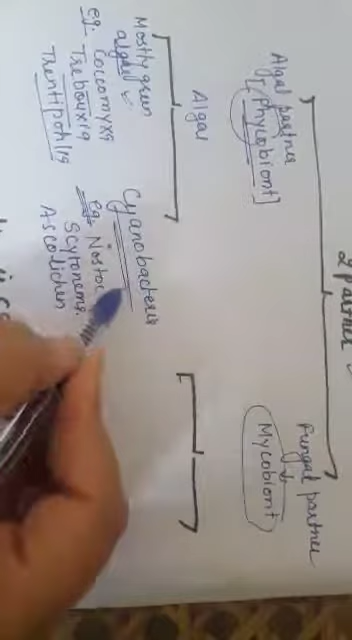 2 Partner
Algal partner
[phycobiont]
Fungal partner
Mycobiont
Algae
Mostly green
algae
eg. Coccomyxa
Trebouxia
Trentipohlia
Cyanobacteria
eg. Nostoc
Scytonema
Ascolichen